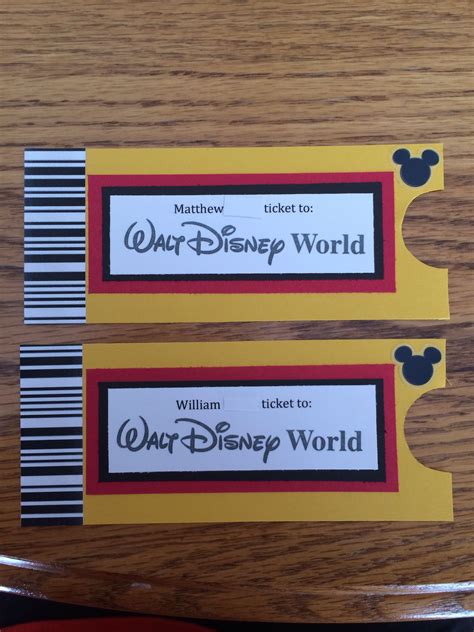 Matthew ticket to:
WALT DISNEY World
William ticket to:
WALT DISNEY World